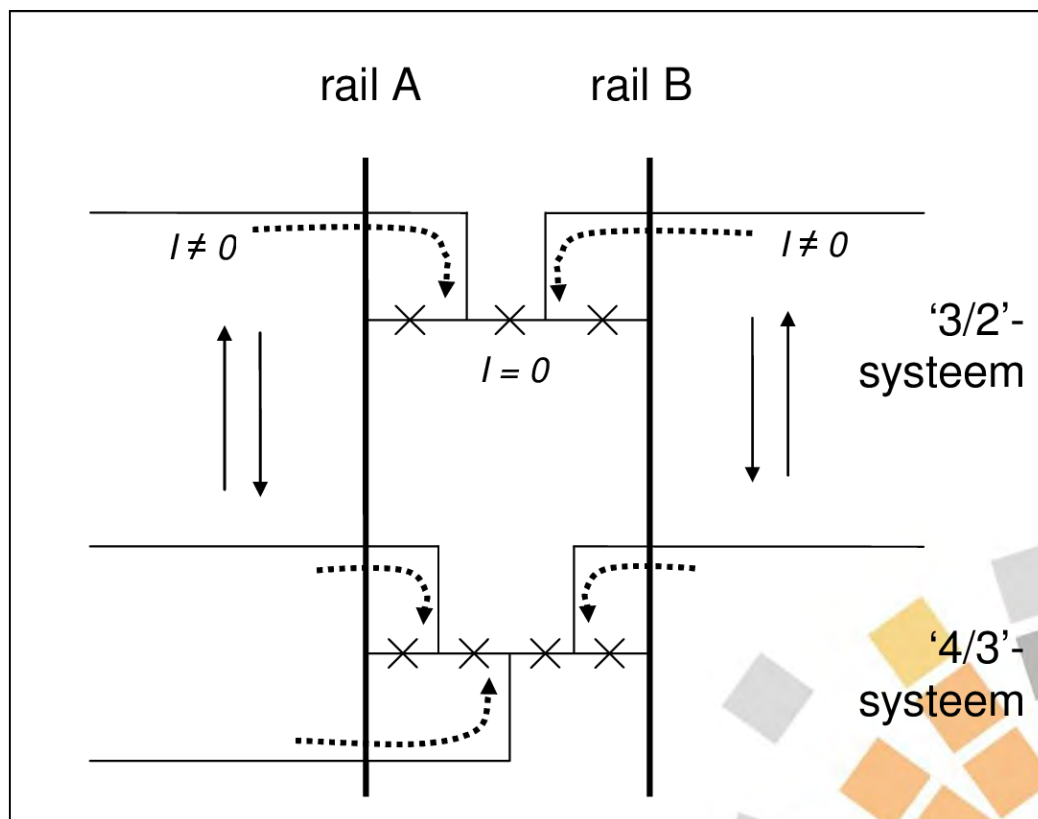 rail A
rail B
I ≠ 0
I ≠ 0
'3/2'-
systeem
I = 0
'4/3'-
systeem